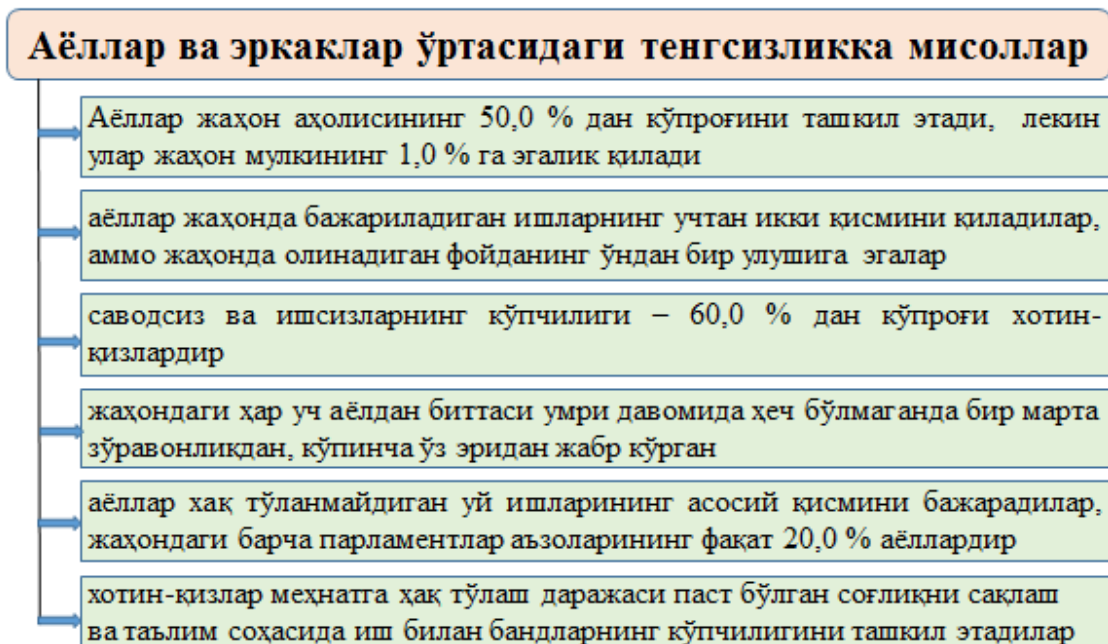 Аёллар ва эркаклар ўртасидаги тенгсизликка мисоллар
Аёллар жаҳон аҳолисининг 50,0 % дан кўпроғини ташкил этади, лекин
улар жаҳон мулкининг 1,0 % га эгалик қилади
аёллар жаҳонда бажариладиган ишларнинг учтан икки қисмини қиладилар,
аммо жаҳонда олинадиган фойданинг ўндан бир улушига эгалар
саводсиз ва ишсизларнинг кўпчилиги – 60,0 % дан кўпроғи хотин-
қизлардир
жаҳондаги ҳар уч аёлдан биттаси умри давомида ҳеч бўлмаганда бир марта
зўравонликдан, кўпинча ўз эридан жабр кўрган
аёллар хақ тўланмайдиган уй ишларининг асосий қисмини бажарадилар,
жаҳондаги барча парламентлар аъзоларининг фақат 20,0 % аёллардир
хотин-қизлар меҳнатга ҳақ тўлаш даражаси паст бўлган соғлиқни сақлаш
ва таълим соҳасида иш билан бандларнинг кўпчилигини ташкил этадилар